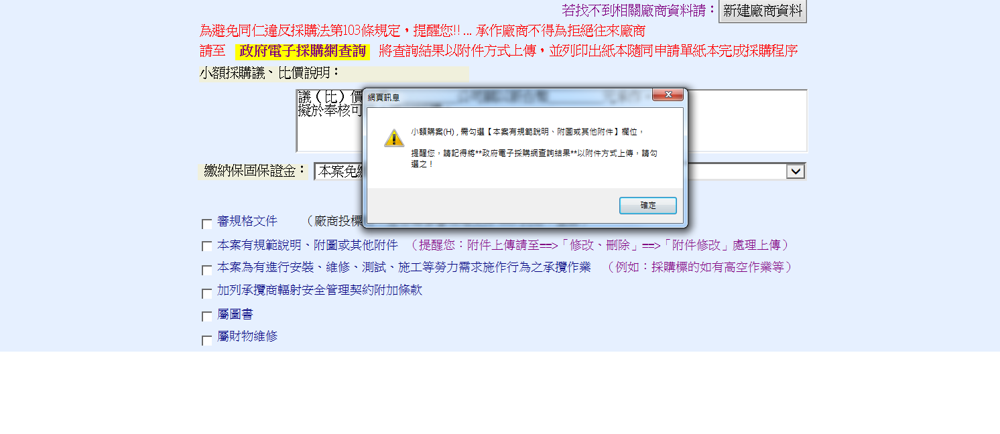 若找不到相關廠商資料請： 新建廠商資料
為避免同仁違反採購法第103條規定，提醒您!! ... 承作廠商不得為拒絕往來廠商
請至 政府電子採購網查詢 將查詢結果以附件方式上傳，並列印出紙本隨同申請單紙本完成採購程序
小額採購議、比價說明：
議（比）價
擬於奉核可
網頁訊息
小額購案(H) , 需勾選【本案有規範說明、附圖或其他附件】欄位，
提醒您，請記得將**政府電子採購網查詢結果**以附件方式上傳，請勾
選之！
確定
繳納保固保證金： 本案免繳
審規格文件 （廠商投標
本案有規範說明、附圖或其他附件 （提醒您：附件上傳請至==>「修改、刪除」==>「附件修改」處理上傳）
本案為有進行安裝、維修、測試、施工等勞力需求施作行為之承攬作業 （例如：採購標的如有高空作業等）
加列承攬商輻射安全管理契約附加條款
屬圖書
屬財物維修